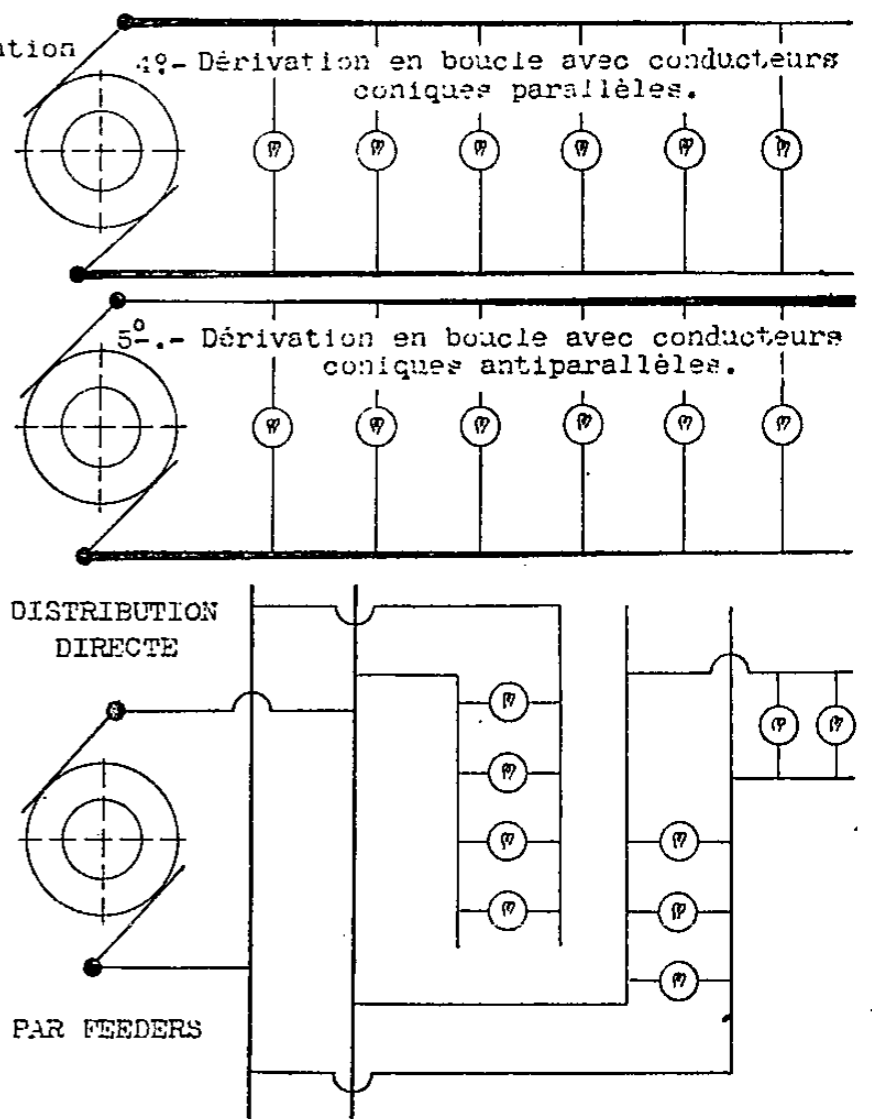 ation
4º.- Dérivation en boucle avec conducteurs
coniques parallèles.
5º.- Dérivation en boucle avec conducteurs
coniques antiparallèles.
DISTRIBUTION
DIRECTE
PAR FEEDERS